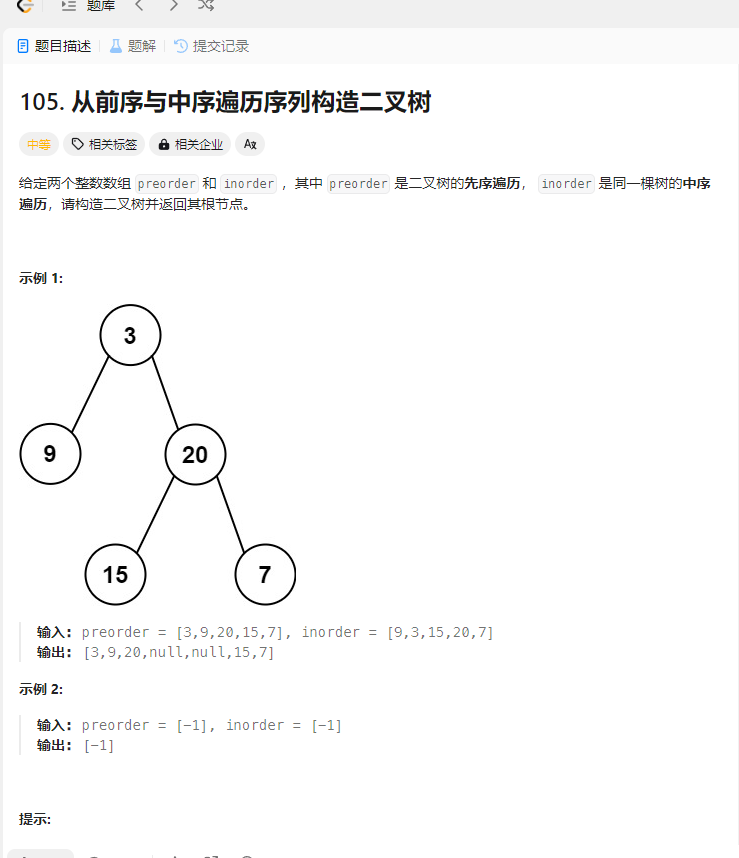 题库
题目描述 题解 提交记录
105. 从前序与中序遍历序列构造二叉树
中等 相关标签 相关企业 Aあ
给定两个整数数组 preorder 和 inorder ，其中 preorder 是二叉树的先序遍历， inorder 是同一棵树的中序
遍历，请构造二叉树并返回其根节点。
示例 1:
3
9 20
15 7
输入: preorder = [3,9,20,15,7], inorder = [9,3,15,20,7]
输出: [3,9,20,null,null,15,7]
示例 2:
输入: preorder = [-1], inorder = [-1]
输出: [-1]
提示: